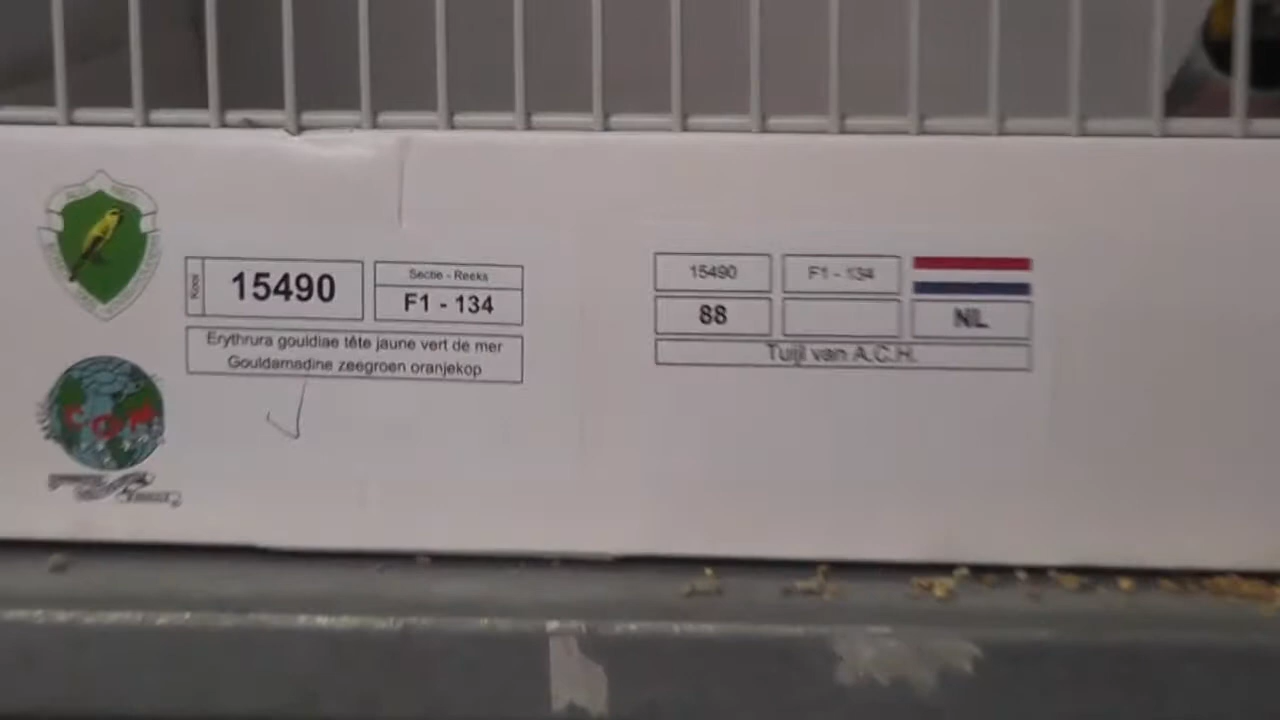 Kooi
15490
Sectie - Reeks
F1 - 134
Erythrura gouldiae tête jaune vert de mer
Gouldamadine zeegroen oranjekop
C.O.M
15490
F1 - 134
88
NL
Tuijl van A.C.H.